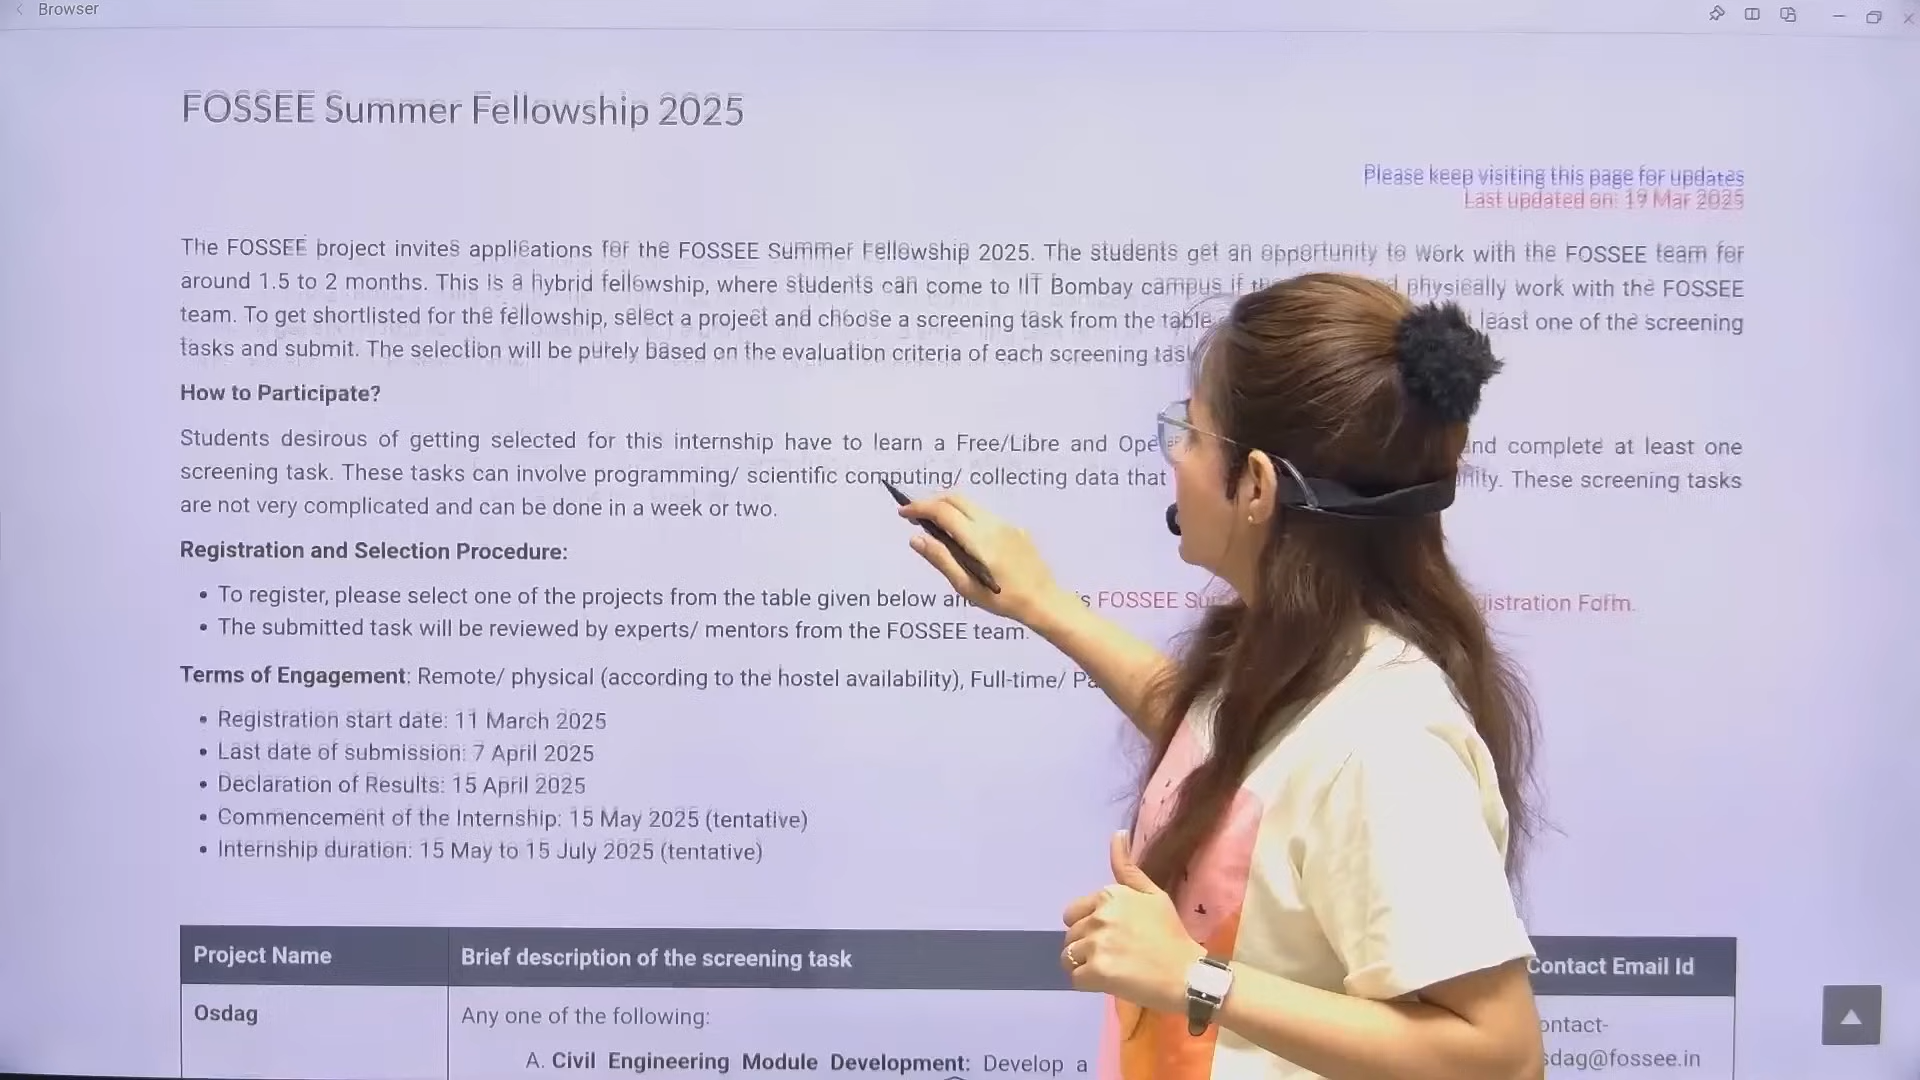 Browser
FOSSEE Summer Fellowship 2025
Please keep visiting this page for updates
Last updated on: 19 Mar 2025
The FOSSEE project invites applications for the FOSSEE Summer Fellowship 2025. The students get an opportunity to work with the FOSSEE team for
around 1.5 to 2 months. This is a hybrid fellowship, where students can come to IIT Bombay campus if physically work with the FOSSEE
team. To get shortlisted for the fellowship, select a project and choose a screening task from the table least one of the screening
tasks and submit. The selection will be purely based on the evaluation criteria of each screening
How to Participate?
Students desirous of getting selected for this internship have to learn a Free/Libre and complete at least one
screening task. These tasks can involve programming/ scientific computing/ collecting data that These screening tasks
are not very complicated and can be done in a week or two.
Registration and Selection Procedure:
• To register, please select one of the projects from the table given below FOSSEE Form.
• The submitted task will be reviewed by experts/ mentors from the FOSSEE team.
Terms of Engagement: Remote/ physical (according to the hostel availability), Full-time/
• Registration start date: 11 March 2025
• Last date of submission: 7 April 2025
• Declaration of Results: 15 April 2025
• Commencement of the Internship: 15 May 2025 (tentative)
• Internship duration: 15 May to 15 July 2025 (tentative)
Project Name Brief description of the screening task Contact Email Id
Osdag Any one of the following:
A. Civil Engineering Module Development: Develop a